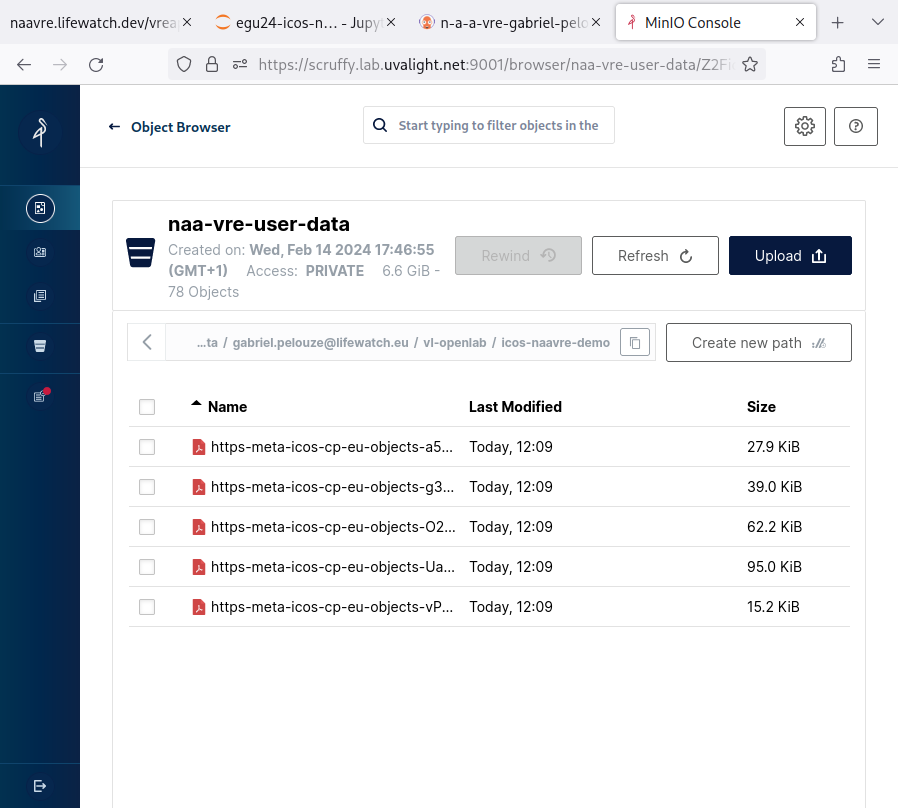 naavre.lifewatch.dev/vrea
egu24-icos-n... - Jupyt
n-a-a-vre-gabriel-pelo
MinIO Console
https://scruffy.lab.uvalight.net:9001/browser/naa-vre-user-data/Z2Fi
Object Browser
Start typing to filter objects in the
naa-vre-user-data
Created on: Wed, Feb 14 2024 17:46:55
(GMT+1) Access: PRIVATE 6.6 GiB -
78 Objects
Rewind
Refresh
Upload
...ta / gabriel.pelouze@lifewatch.eu / vl-openlab / icos-naavre-demo
Create new path
Name Last Modified Size
https-meta-icos-cp-eu-objects-a5... Today, 12:09 27.9 KiB
https-meta-icos-cp-eu-objects-g3... Today, 12:09 39.0 KiB
https-meta-icos-cp-eu-objects-O2... Today, 12:09 62.2 KiB
https-meta-icos-cp-eu-objects-Ua... Today, 12:09 95.0 KiB
https-meta-icos-cp-eu-objects-vP... Today, 12:09 15.2 KiB